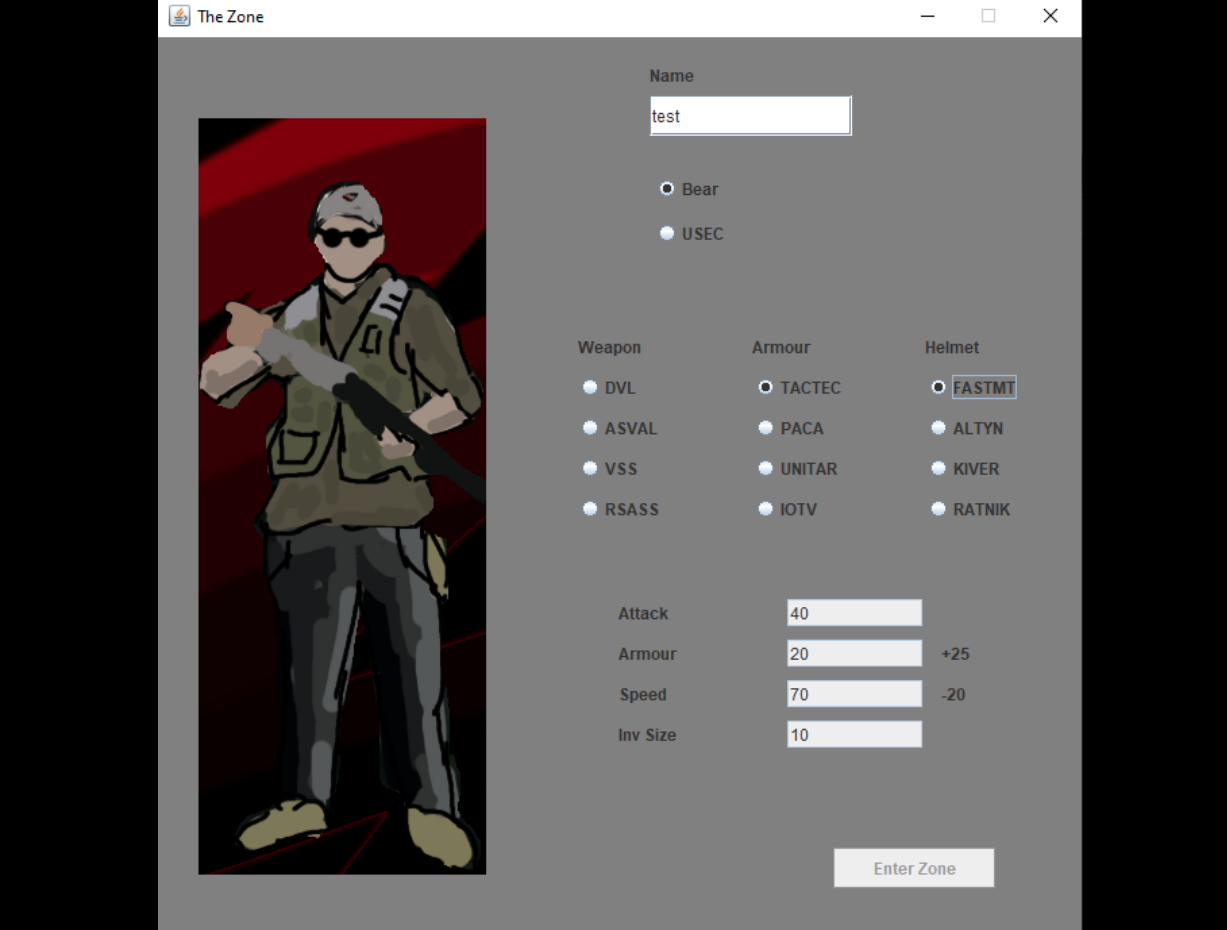 The Zone
Name
test
Bear
USEC
Weapon Armour Helmet
DVL TACTEC FASTMT
ASVAL PACA ALTYN
VSS UNITAR KIVER
RSASS IOTV RATNIK
Attack 40
Armour 20 +25
Speed 70 -20
Inv Size 10
Enter Zone